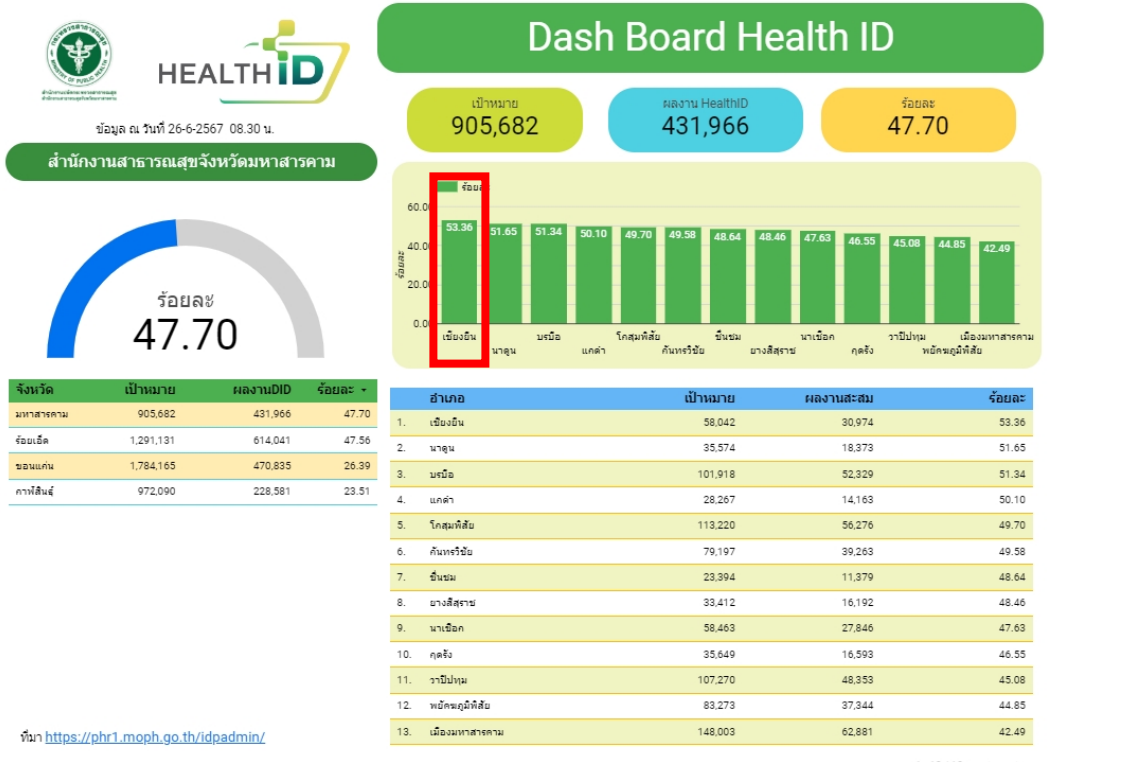 HEALTH iD
Dash Board Health ID
ข้อมูล ณ วันที่ 26-6-2567 08.30 น.
สำนักงานสาธารณสุขจังหวัดมหาสารคาม
เป้าหมาย
905,682
ผลงาน HealthID
431,966
ร้อยละ
47.70
ร้อยละ
47.70
ร้อยละ
ร้อยละ
60.00
40.00
20.00
0.00
53.36 51.65 51.34 50.10 49.70 49.58 48.64 48.46 47.63 46.55 45.08 44.85 42.49
เชียงยืน นาดูน บรบือ แกดำ โกสุมพิสัย กันทรวิชัย ชื่นชม ยางสีสุราช นาเชือก กุดรัง วาปีปทุม พยัคฆภูมิพิสัย เมืองมหาสารคาม
จังหวัด เป้าหมาย ผลงานDID ร้อยละ
มหาสารคาม 905,682 431,966 47.70
ร้อยเอ็ด 1,291,131 614,041 47.56
ขอนแก่น 1,784,165 470,835 26.39
กาฬสินธุ์ 972,090 228,581 23.51
อำเภอ เป้าหมาย ผลงานสะสม ร้อยละ
1. เชียงยืน 58,042 30,974 53.36
2. นาดูน 35,574 18,373 51.65
3. บรบือ 101,918 52,329 51.34
4. แกดำ 28,267 14,163 50.10
5. โกสุมพิสัย 113,220 56,276 49.70
6. กันทรวิชัย 79,197 39,263 49.58
7. ชื่นชม 23,394 11,379 48.64
8. ยางสีสุราช 33,412 16,192 48.46
9. นาเชือก 58,463 27,846 47.63
10. กุดรัง 35,649 16,593 46.55
11. วาปีปทุม 107,270 48,353 45.08
12. พยัคฆภูมิพิสัย 83,273 37,344 44.85
13. เมืองมหาสารคาม 148,003 62,881 42.49
ที่มา https://phr1.moph.go.th/idpadmin/